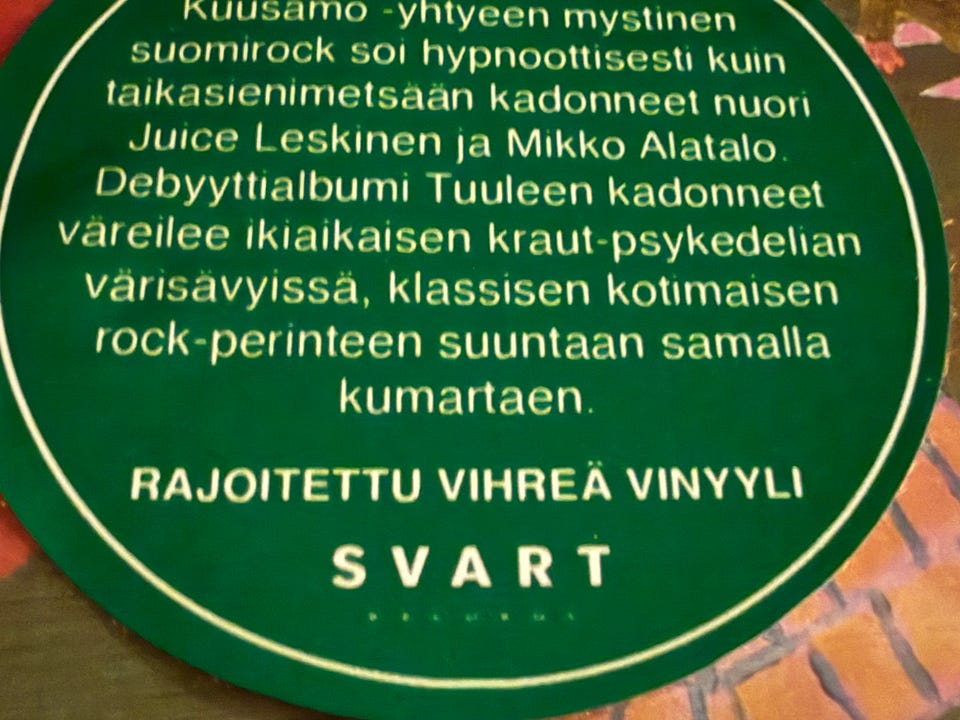 Kuusamo -yhtyeen mystinen
suomirock soi hypnoottisesti kuin
taikasienimetsään kadonneet nuori
Juice Leskinen ja Mikko Alatalo.
Debyyttialbumi Tuuleen kadonneet
väreilee ikiaikaisen kraut-psykedelian
värisävyissä, klassisen kotimaisen
rock-perinteen suuntaan samalla
kumartaen.
RAJOITETTU VIHREÄ VINYYLI
SVART